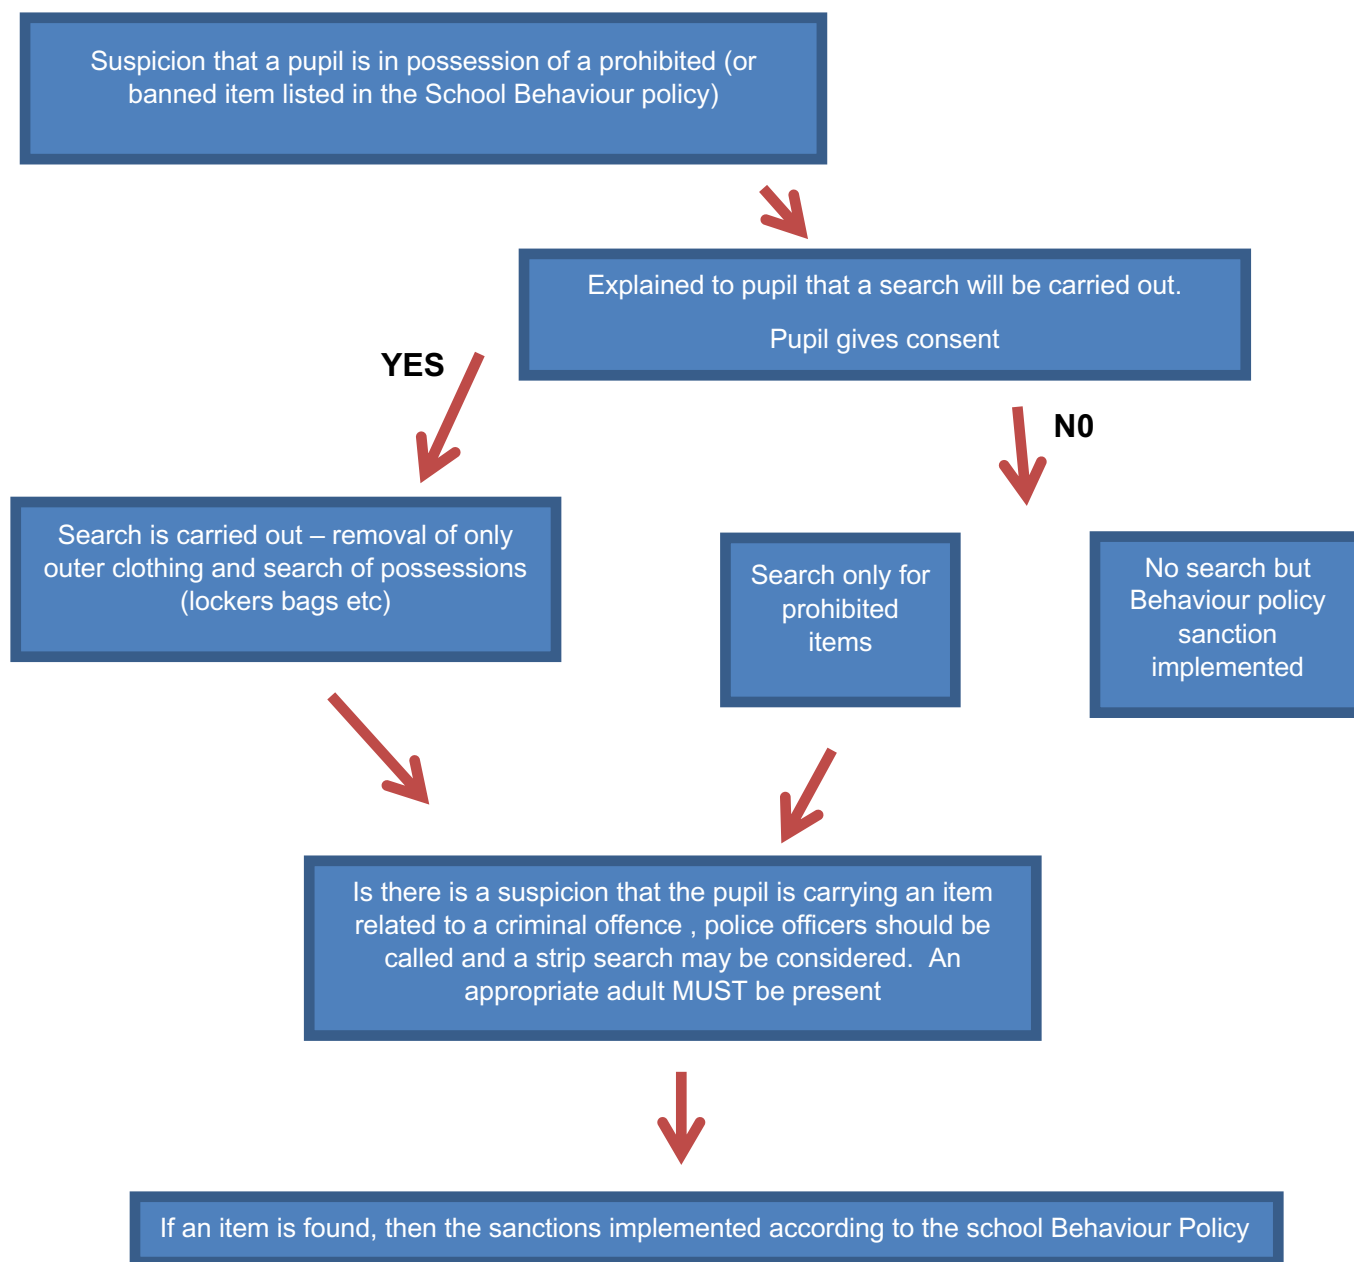 Suspicion that a pupil is in possession of a prohibited (or
banned item listed in the School Behaviour policy)
Explained to pupil that a search will be carried out.
Pupil gives consent
YES
N0
Search is carried out – removal of only
outer clothing and search of possessions
(lockers bags etc)
Search only for
prohibited
items
No search but
Behaviour policy
sanction
implemented
Is there is a suspicion that the pupil is carrying an item
related to a criminal offence , police officers should be
called and a strip search may be considered.  An
appropriate adult MUST be present
If an item is found, then the sanctions implemented according to the school Behaviour Policy